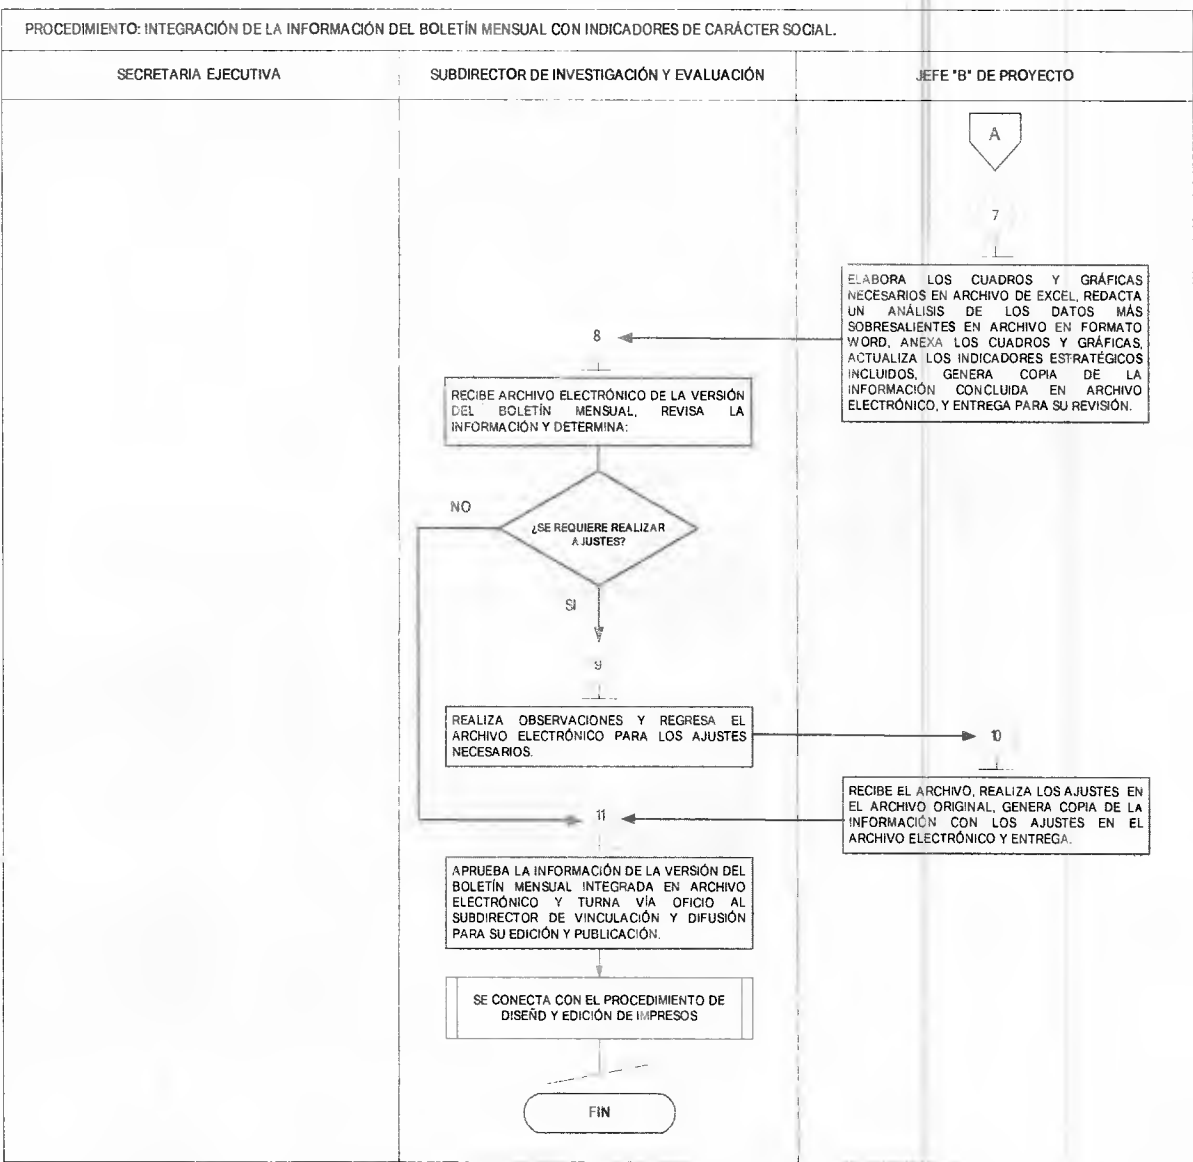 PROCEDIMIENTO: INTEGRACIÓN DE LA INFORMACIÓN DEL BOLETÍN MENSUAL CON INDICADORES DE CARÁCTER SOCIAL.
SECRETARIA EJECUTIVA
SUBDIRECTOR DE INVESTIGACIÓN Y EVALUACIÓN
JEFE "B" DE PROYECTO
A
7
ELABORA LOS CUADROS Y GRÁFICAS
NECESARIOS EN ARCHIVO DE EXCEL, REDACTA
UN ANÁLISIS DE LOS DATOS MÁS
SOBRESALIENTES EN ARCHIVO EN FORMATO
WORD, ANEXA LOS CUADROS Y GRÁFICAS,
ACTUALIZA LOS INDICADORES ESTRATÉGICOS
INCLUIDOS, GENERA COPIA DE LA
INFORMACIÓN CONCLUIDA EN ARCHIVO
ELECTRÓNICO, Y ENTREGA PARA SU REVISIÓN.
8
RECIBE ARCHIVO ELECTRÓNICO DE LA VERSIÓN
DEL BOLETÍN MENSUAL, REVISA LA
INFORMACIÓN Y DETERMINA:
NO
¿SE REQUIERE REALIZAR
AJUSTES?
SI
9
REALIZA OBSERVACIONES Y REGRESA EL
ARCHIVO ELECTRÓNICO PARA LOS AJUSTES
NECESARIOS.
10
RECIBE EL ARCHIVO, REALIZA LOS AJUSTES EN
EL ARCHIVO ORIGINAL, GENERA COPIA DE LA
INFORMACIÓN CON LOS AJUSTES EN EL
ARCHIVO ELECTRÓNICO Y ENTREGA.
11
APRUEBA LA INFORMACIÓN DE LA VERSIÓN DEL
BOLETÍN MENSUAL INTEGRADA EN ARCHIVO
ELECTRÓNICO Y TURNA VÍA OFICIO AL
SUBDIRECTOR DE VINCULACIÓN Y DIFUSIÓN
PARA SU EDICIÓN Y PUBLICACIÓN.
SE CONECTA CON EL PROCEDIMIENTO DE
DISEÑO Y EDICIÓN DE IMPRESOS
FIN